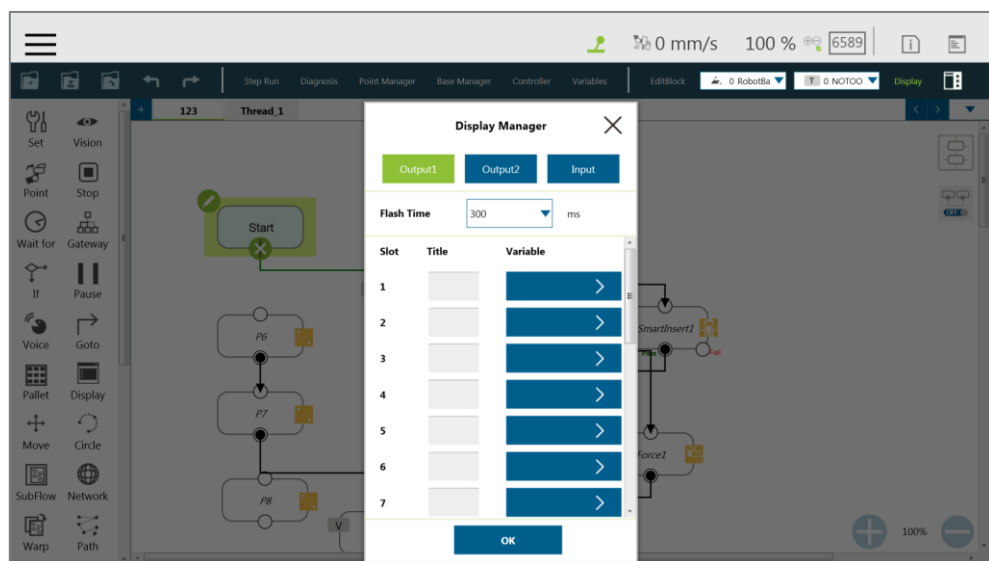 0 mm/s 100 % 6589
Step Run Diagnosis Point Manager Base Manager Controller Variables EditBlock 0 RobotBa T 0 NOTOO Display
+ 123 Thread_1
Set Vision
Point Stop
Wait for Gateway
If Pause
Voice Goto
Pallet Display
Move Circle
SubFlow Network
Warp Path
Start
P6
P7
P8
V
Display Manager
Output1 Output2 Input
Flash Time 300 ms
Slot Title Variable
1
2
3
4
5
6
7
OK
OFF
SmartInsert1
Pass Fail
Force1
100%